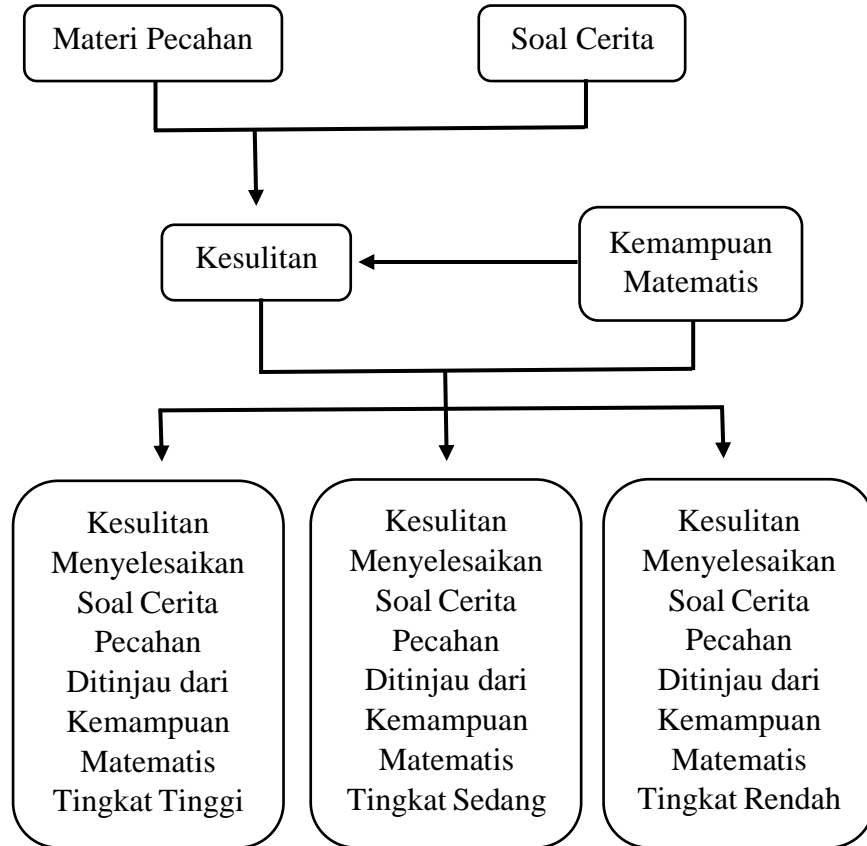 Materi Pecahan
Soal Cerita
Kesulitan
Kemampuan
Matematis
Kesulitan
Menyelesaikan
Soal Cerita
Pecahan
Ditinjau dari
Kemampuan
Matematis
Tingkat Tinggi
Kesulitan
Menyelesaikan
Soal Cerita
Pecahan
Ditinjau dari
Kemampuan
Matematis
Tingkat Sedang
Kesulitan
Menyelesaikan
Soal Cerita
Pecahan
Ditinjau dari
Kemampuan
Matematis
Tingkat Rendah